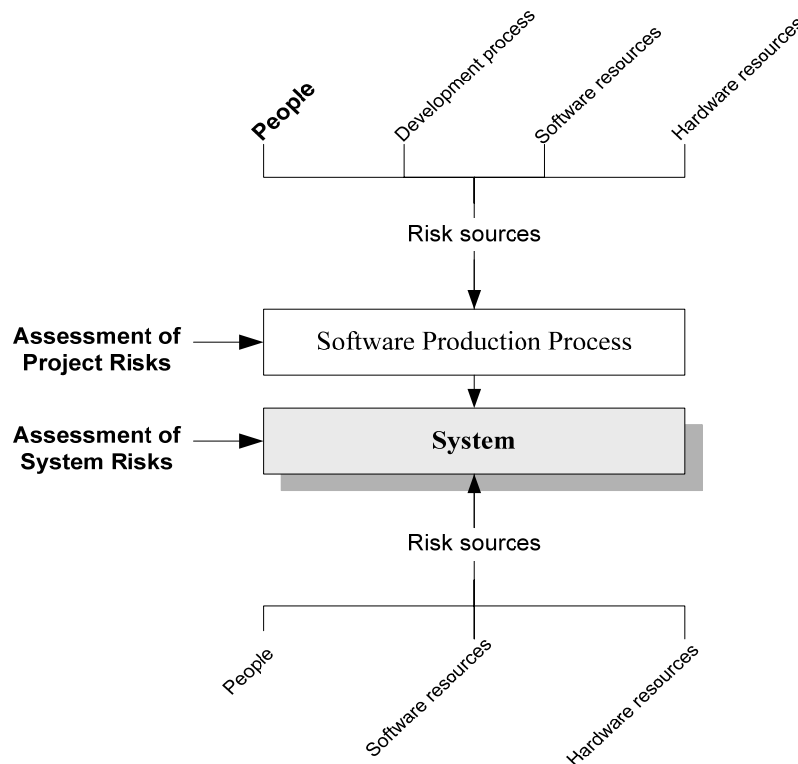 People
Development process
Software resources
Hardware resources
Risk sources
Assessment of
Project Risks
Software Production Process
Assessment of
System Risks
System
Risk sources
People
Software resources
Hardware resources